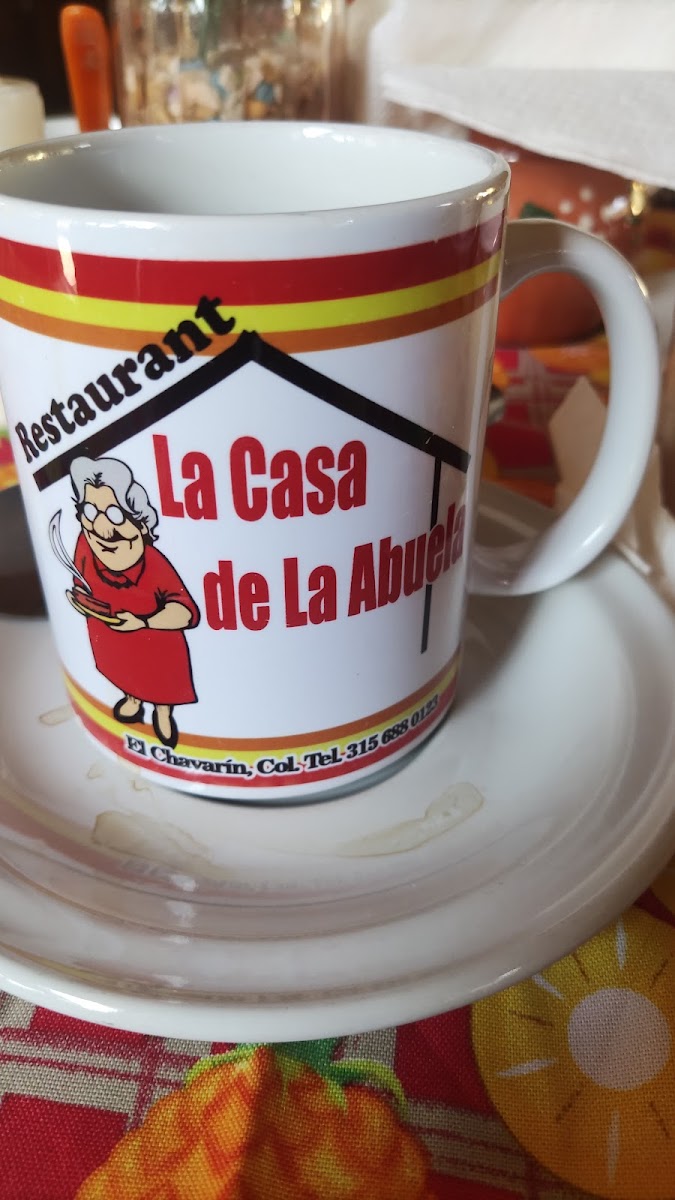 Restaurant
La Casa
de La Abuela
El Chavarín, Col. Tel. 315 688 0123